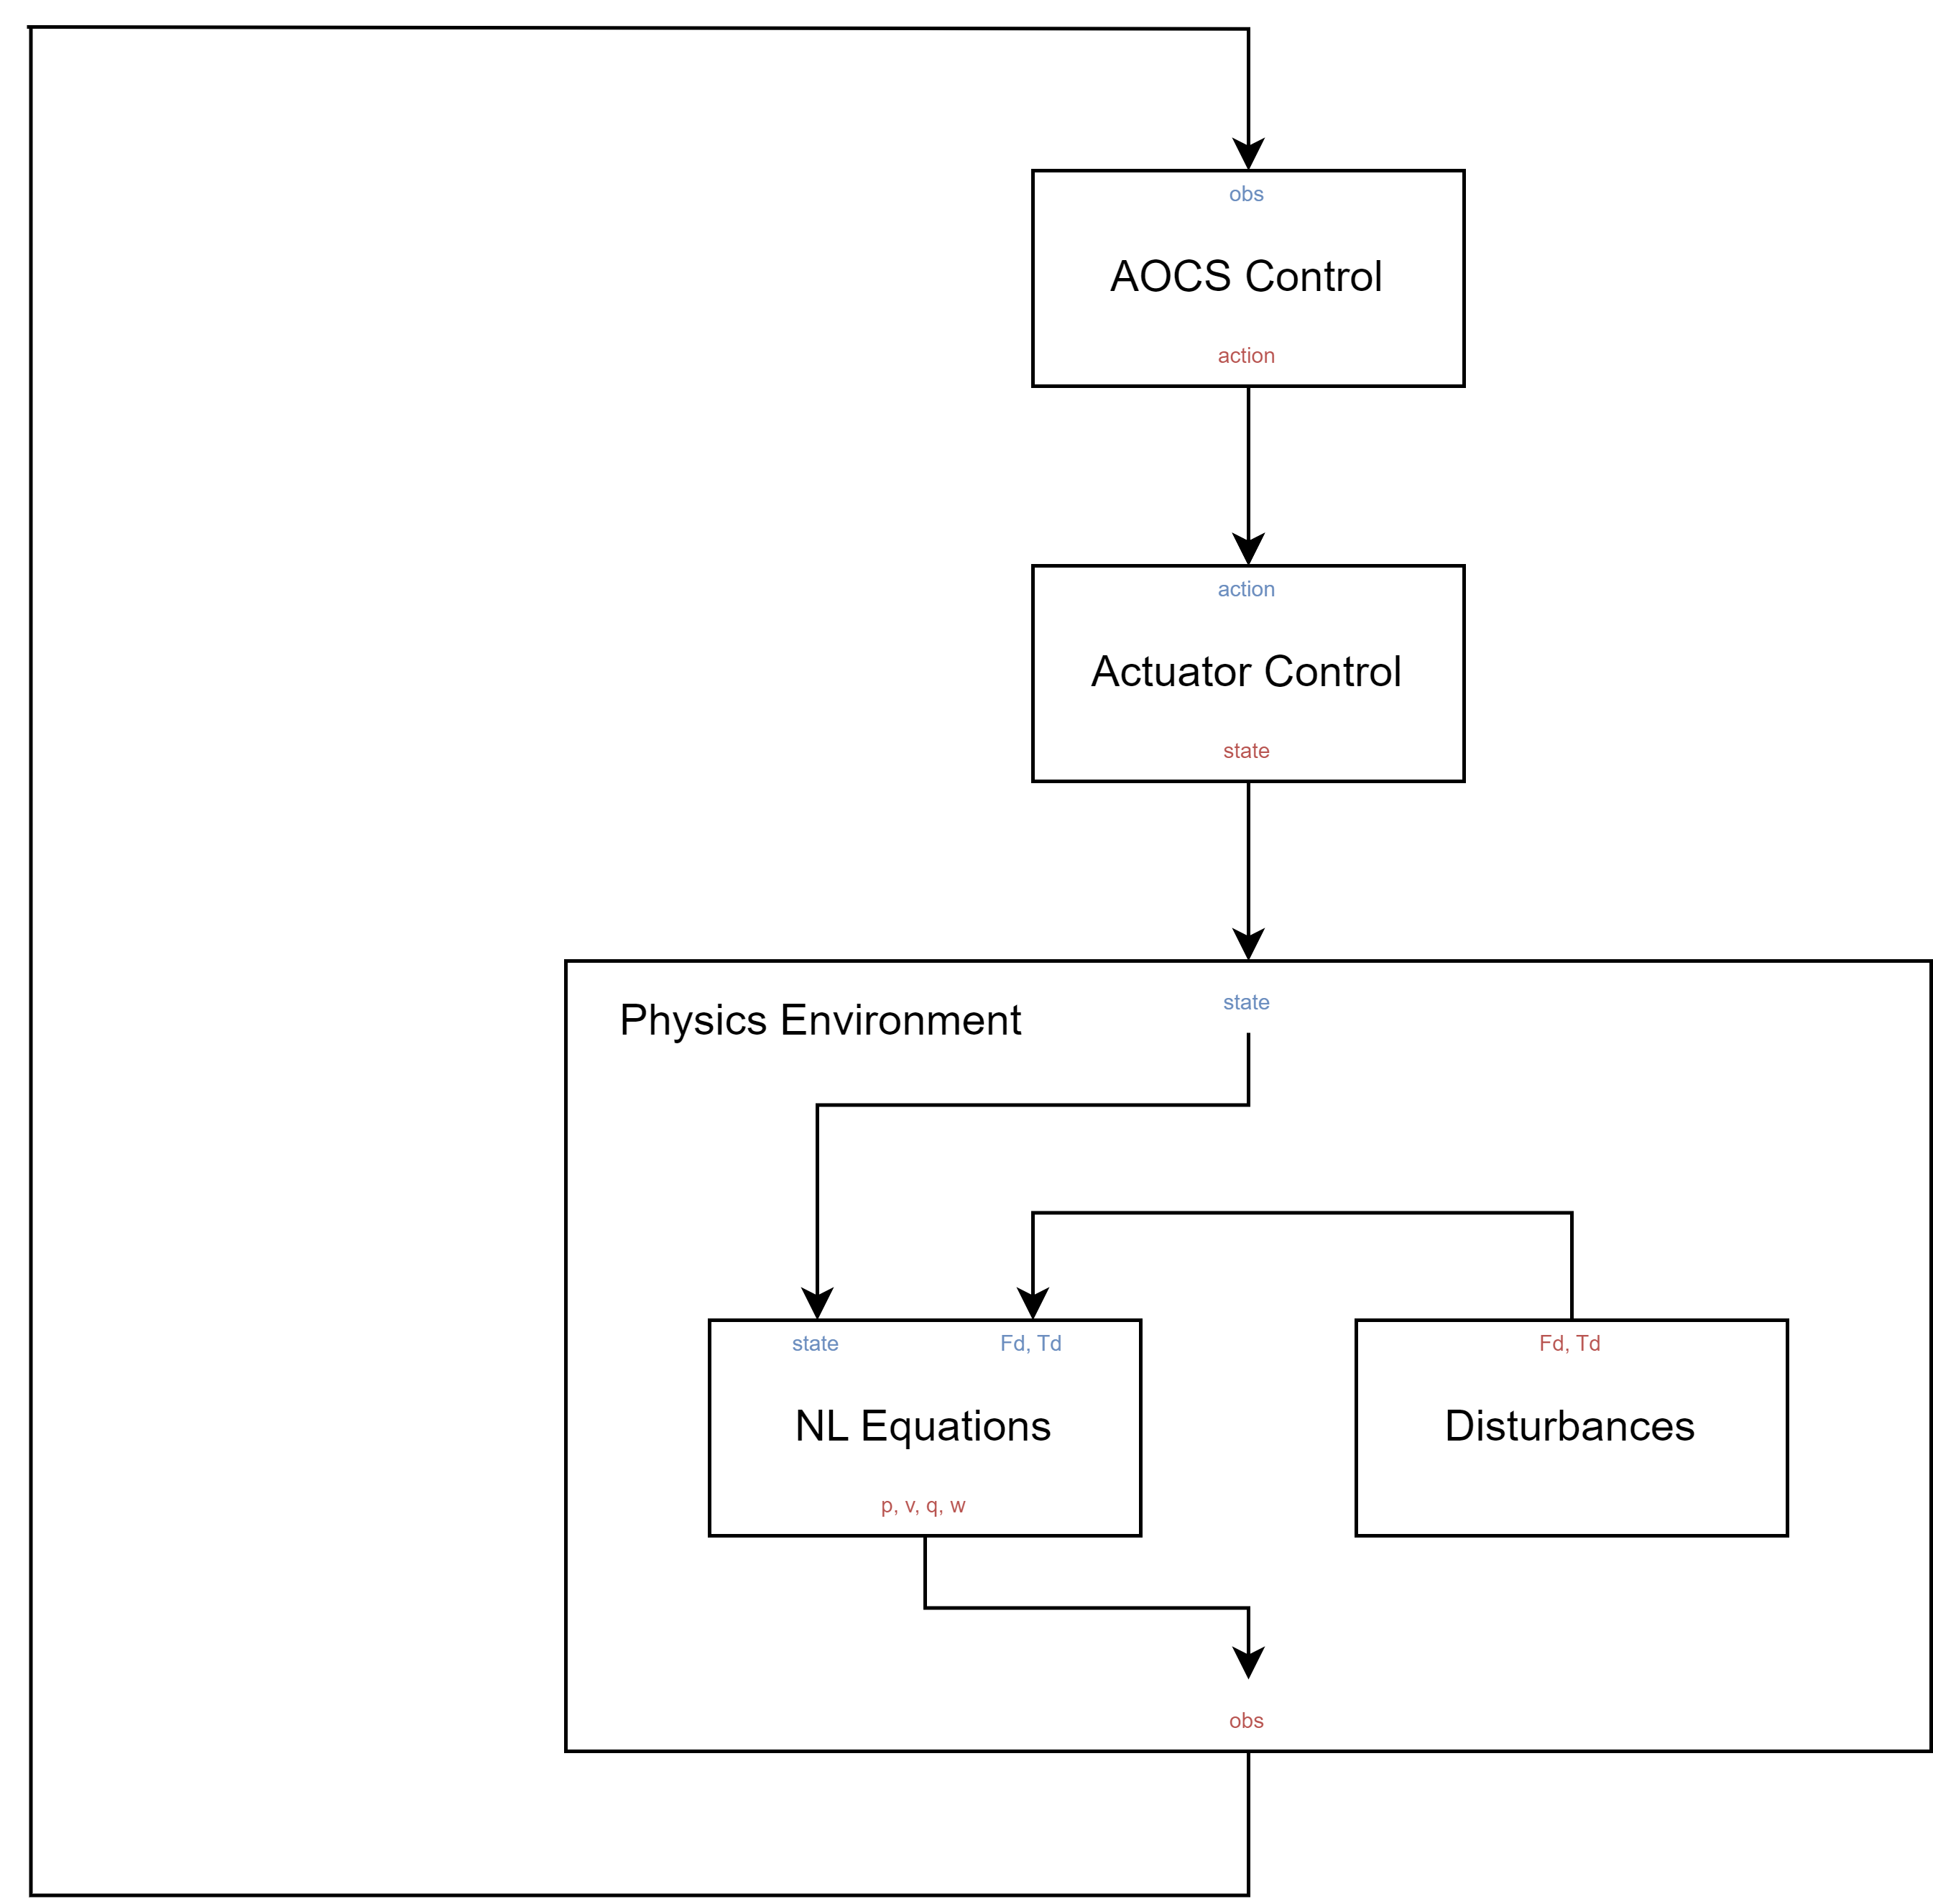 obs
AOCS Control
action
action
Actuator Control
state
Physics Environment
state
state
Fd, Td
NL Equations
p, v, q, w
Fd, Td
Disturbances
obs